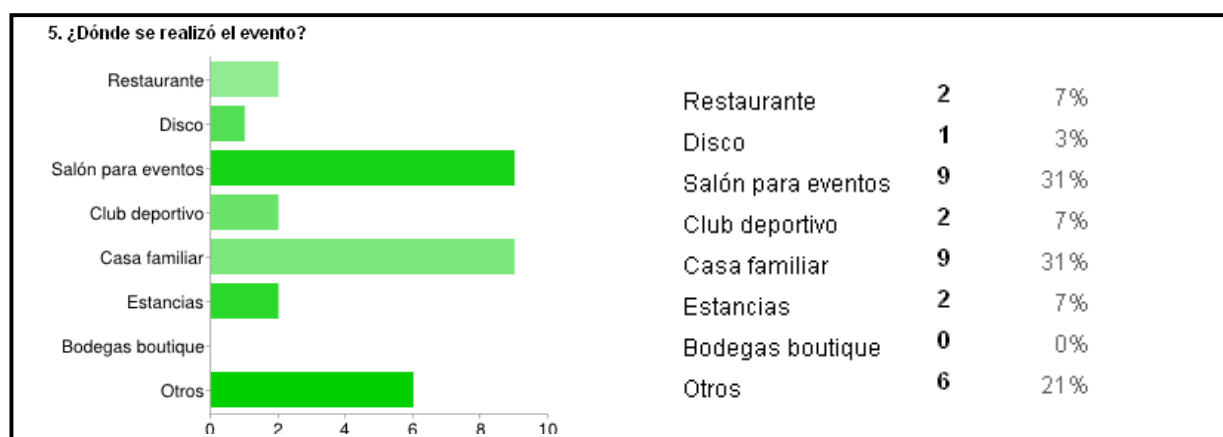 5. ¿Dónde se realizó el evento?
Restaurante
Disco
Salón para eventos
Club deportivo
Casa familiar
Estancias
Bodegas boutique
Otros
0 2 4 6 8 10
Restaurante 2 7%
Disco 1 3%
Salón para eventos 9 31%
Club deportivo 2 7%
Casa familiar 9 31%
Estancias 2 7%
Bodegas boutique 0 0%
Otros 6 21%